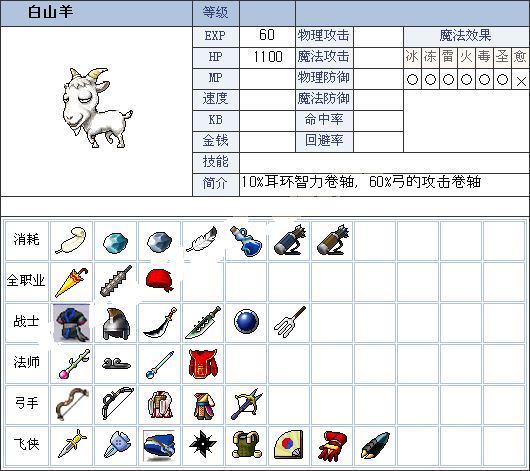 白山羊 等级
EXP 60 物理攻击 魔法效果
HP 1100 魔法攻击 冰 冻 雷 火 毒 圣 愈
MP 物理防御 ○ ○ ○ ○ ○ ○ ×
速度 魔法防御
KB 命中率
金钱 回避率
技能
简介 10%耳环智力卷轴, 60%弓的攻击卷轴
消耗
全职业
战士
法师
弓手
飞侠